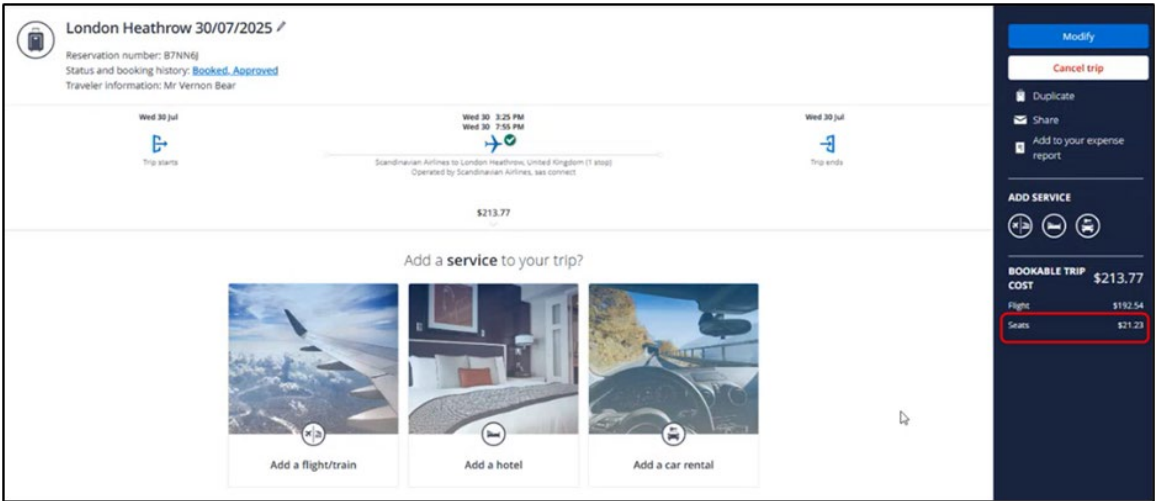 London Heathrow 30/07/2025
Reservation number: B7NN6J
Status and booking history: Booked, Approved
Traveler information: Mr Vernon Bear
Wed 30 Jul
Trip starts
Wed 30 3:25 PM
Wed 30 7:55 PM
Scandinavian Airlines to London Heathrow, United Kingdom (1 stop)
Operated by Scandinavian Airlines, sas connect
$213.77
Wed 30 Jul
Trip ends
Add a service to your trip?
Add a flight/train
Add a hotel
Add a car rental
Modify
Cancel trip
Duplicate
Share
Add to your expense
report
ADD SERVICE
BOOKABLE TRIP
COST
$213.77
Flight $192.54
Seats $21.23